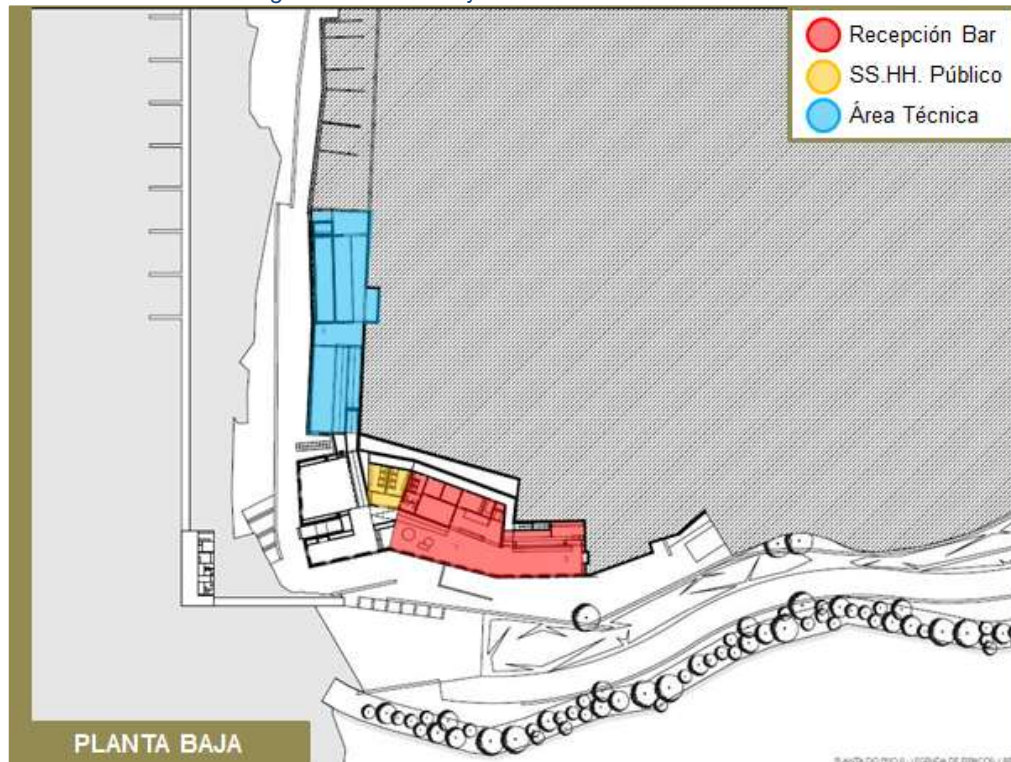 Recepción Bar
SS.HH. Público
Área Técnica
PLANTA BAJA